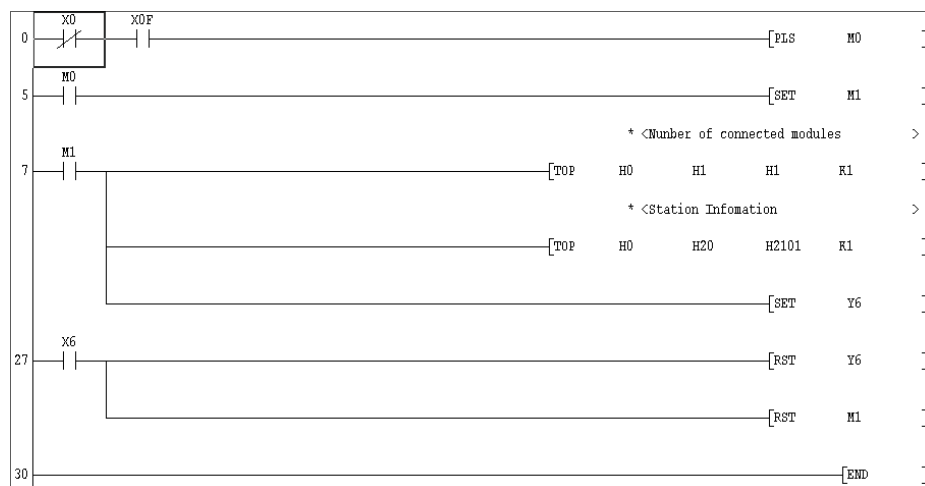 X0 X0F
0 PLS M0
M0
5 SET M1
* <Nunber of connected modules >
M1
7 TOP H0 H1 H1 K1
* <Station Infomation >
TOP H0 H20 H2101 K1
SET Y6
X6
27 RST Y6
RST M1
30 END